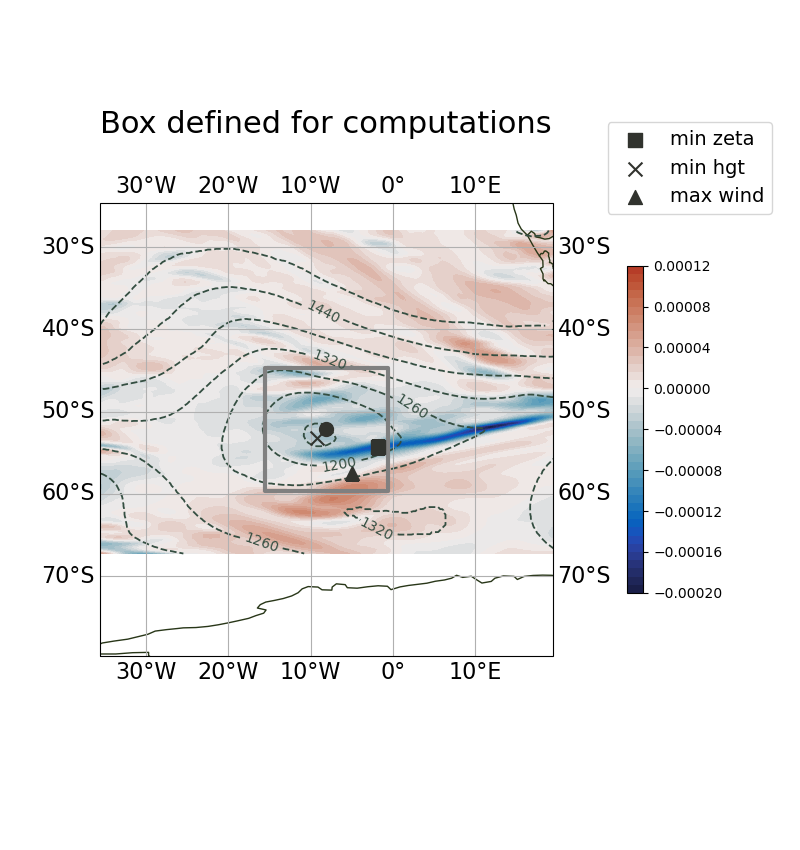 Box defined for computations
min zeta
min hgt
max wind
30°W 20°W 10°W 0° 10°E
30°S 30°S
40°S 40°S
50°S 50°S
60°S 60°S
70°S 70°S
1440
1320
1260
1200
1320
1260
30°W 20°W 10°W 0° 10°E
0.00012
0.00008
0.00004
0.00000
−0.00004
−0.00008
−0.00012
−0.00016
−0.00020